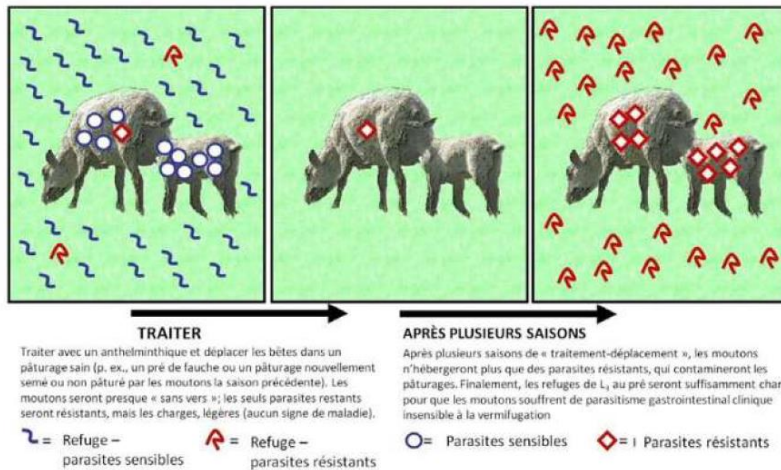 TRAITER
Traiter avec un anthelminthique et déplacer les bêtes dans un
pâturage sain (p. ex., un pré de fauche ou un pâturage nouvellement
semé ou non pâturé par les moutons la saison précédente). Les
moutons seront presque « sans vers »; les seuls parasites restants
seront résistants, mais les charges, légères (aucun signe de maladie).
APRÈS PLUSIEURS SAISONS
Après plusieurs saisons de « traitement-déplacement », les moutons
n'hébergeront plus que des parasites résistants, qui contamineront les
pâturages. Finalement, les refuges de L₃ au pré seront suffisamment char
pour que les moutons souffrent de parasitisme gastrointestinal clinique
insensible à la vermifugation
= Refuge –
parasites sensibles
= Refuge –
parasites résistants
= Parasites sensibles
= ı Parasites résistants